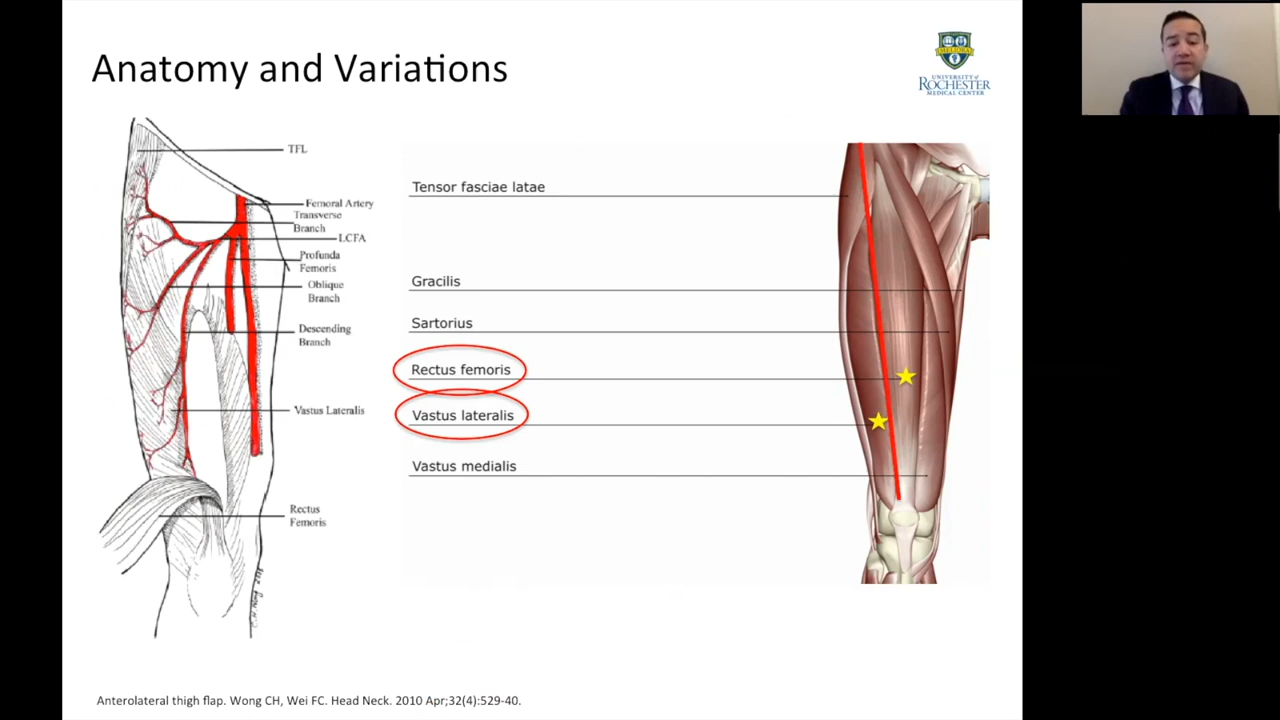 Anatomy and Variations
MELIORA
UNIVERSITY of
ROCHESTER
MEDICAL CENTER
TFL
Femoral Artery
Transverse
Branch
LCFA
Profunda
Femoris
Oblique
Branch
Descending
Branch
Vastus Lateralis
Rectus
Femoris
Tensor fasciae latae
Gracilis
Sartorius
Rectus femoris
Vastus lateralis
Vastus medialis
Anterolateral thigh flap. Wong CH, Wei FC. Head Neck. 2010 Apr;32(4):529-40.